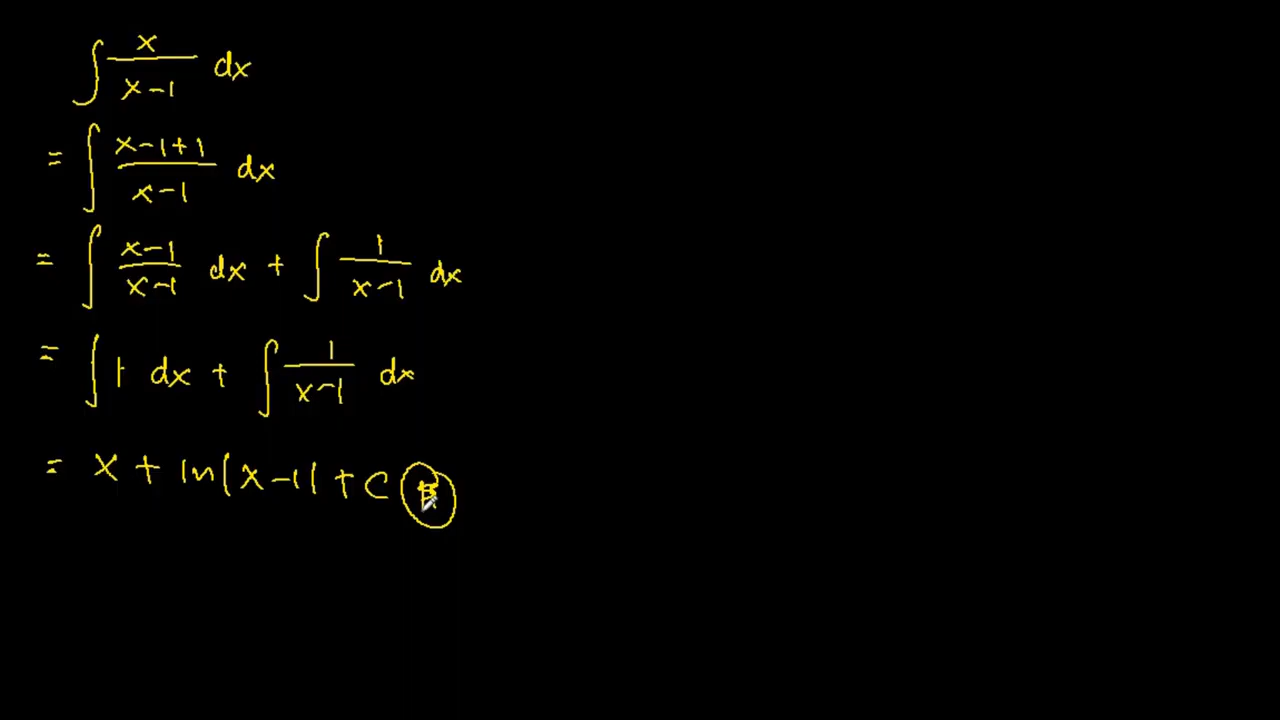 ∫ x/(x-1) dx
= ∫ (x-1+1)/(x-1) dx
= ∫ (x-1)/(x-1) dx + ∫ 1/(x-1) dx
= ∫ 1 dx + ∫ 1/(x-1) dx
= x + ln|x-1| + C